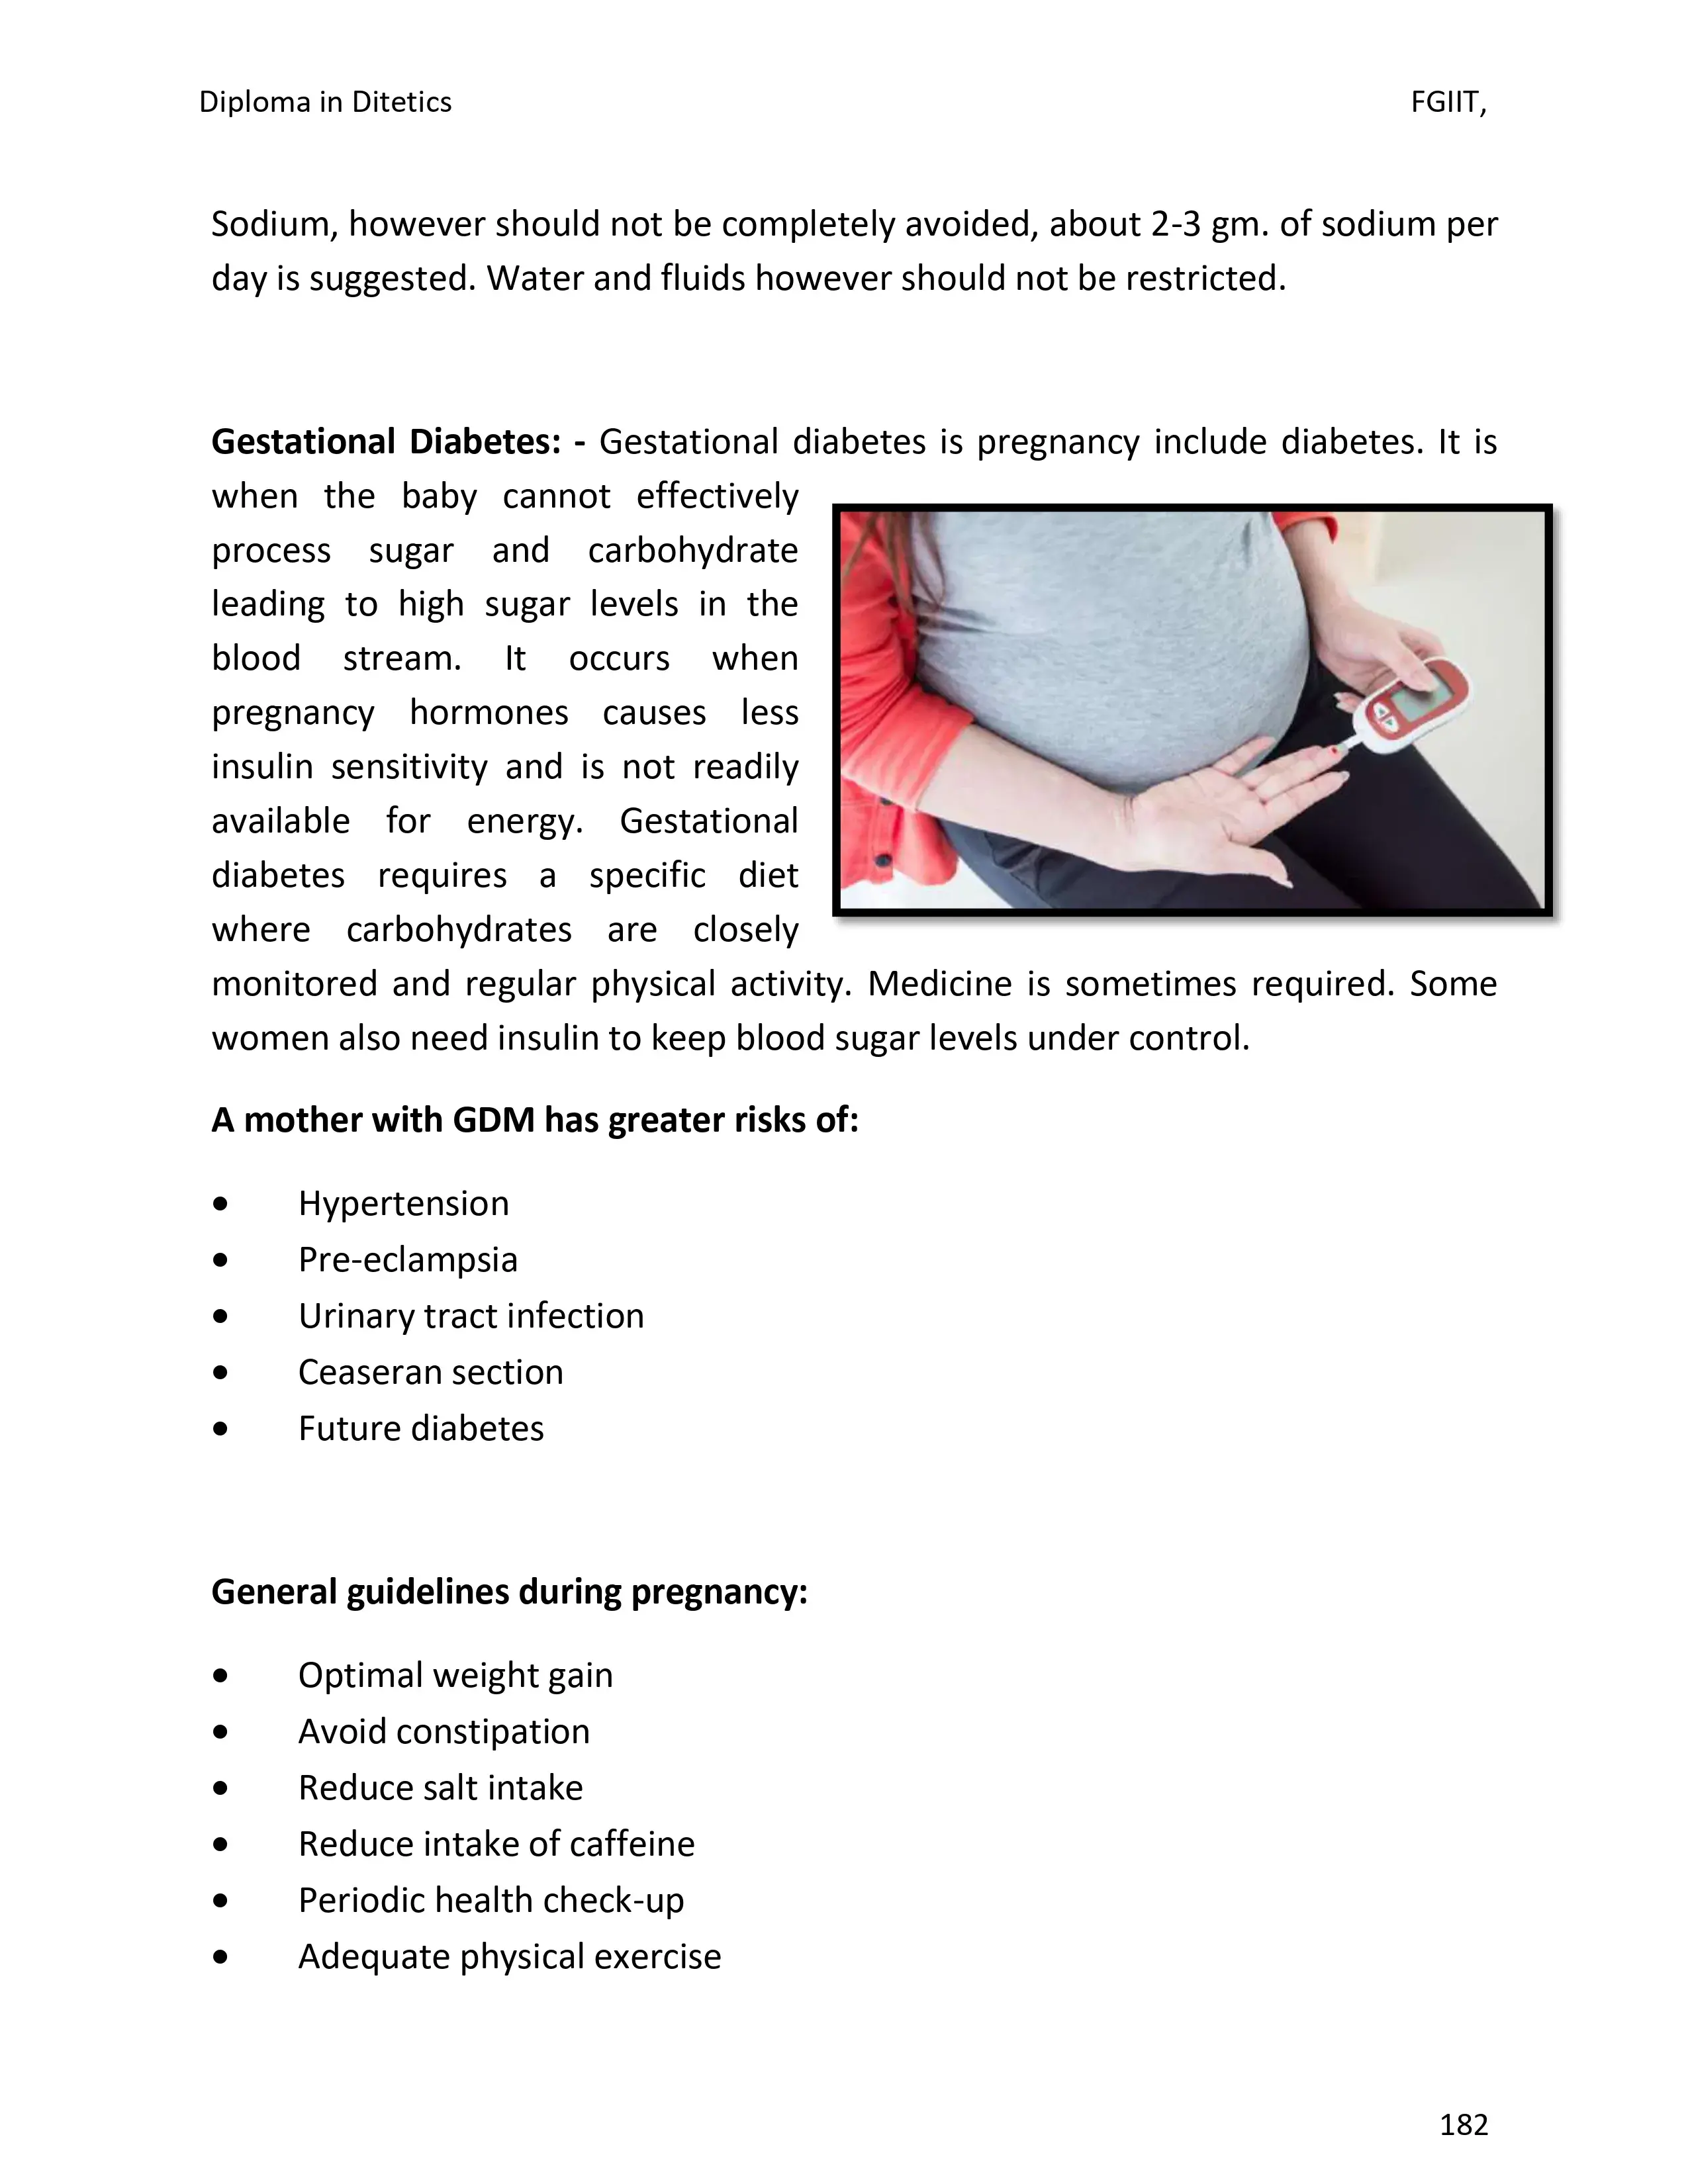 Diploma in Ditetics FGIIT,
Sodium, however should not be completely avoided, about 2-3 gm. of sodium per
day is suggested. Water and fluids however should not be restricted.
Gestational Diabetes: - Gestational diabetes is pregnancy include diabetes. It is
when the baby cannot effectively
process sugar and carbohydrate
leading to high sugar levels in the
blood stream. It occurs when
pregnancy hormones causes less
insulin sensitivity and is not readily
available for energy. Gestational
diabetes requires a specific diet
where carbohydrates are closely
monitored and regular physical activity. Medicine is sometimes required. Some
women also need insulin to keep blood sugar levels under control.
A mother with GDM has greater risks of:
• Hypertension
• Pre-eclampsia
• Urinary tract infection
• Ceaseran section
• Future diabetes
General guidelines during pregnancy:
• Optimal weight gain
• Avoid constipation
• Reduce salt intake
• Reduce intake of caffeine
• Periodic health check-up
• Adequate physical exercise
182